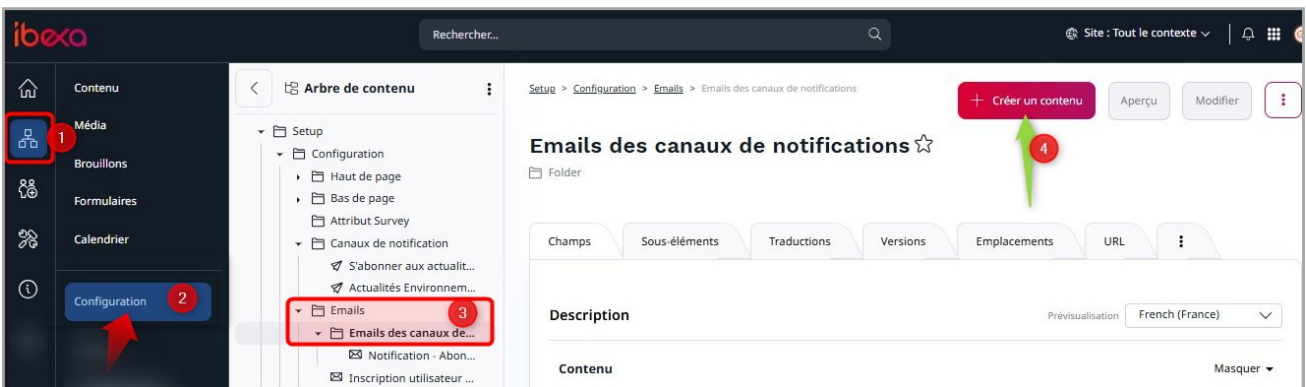 ibexa
Rechercher...
Site : Tout le contexte
Contenu
Média
Brouillons
Formulaires
Calendrier
Configuration
1
2
Arbre de contenu
Setup
Configuration
Haut de page
Bas de page
Attribut Survey
Canaux de notification
S'abonner aux actualit...
Actualités Environnem...
Emails
3
Emails des canaux de...
Notification - Abon...
Inscription utilisateur ...
Setup > Configuration > Emails > Emails des canaux de notifications
+ Créer un contenu
Aperçu
Modifier
4
Emails des canaux de notifications
Folder
Champs Sous-éléments Traductions Versions Emplacements URL
Description
Prévisualisation French (France)
Contenu
Masquer